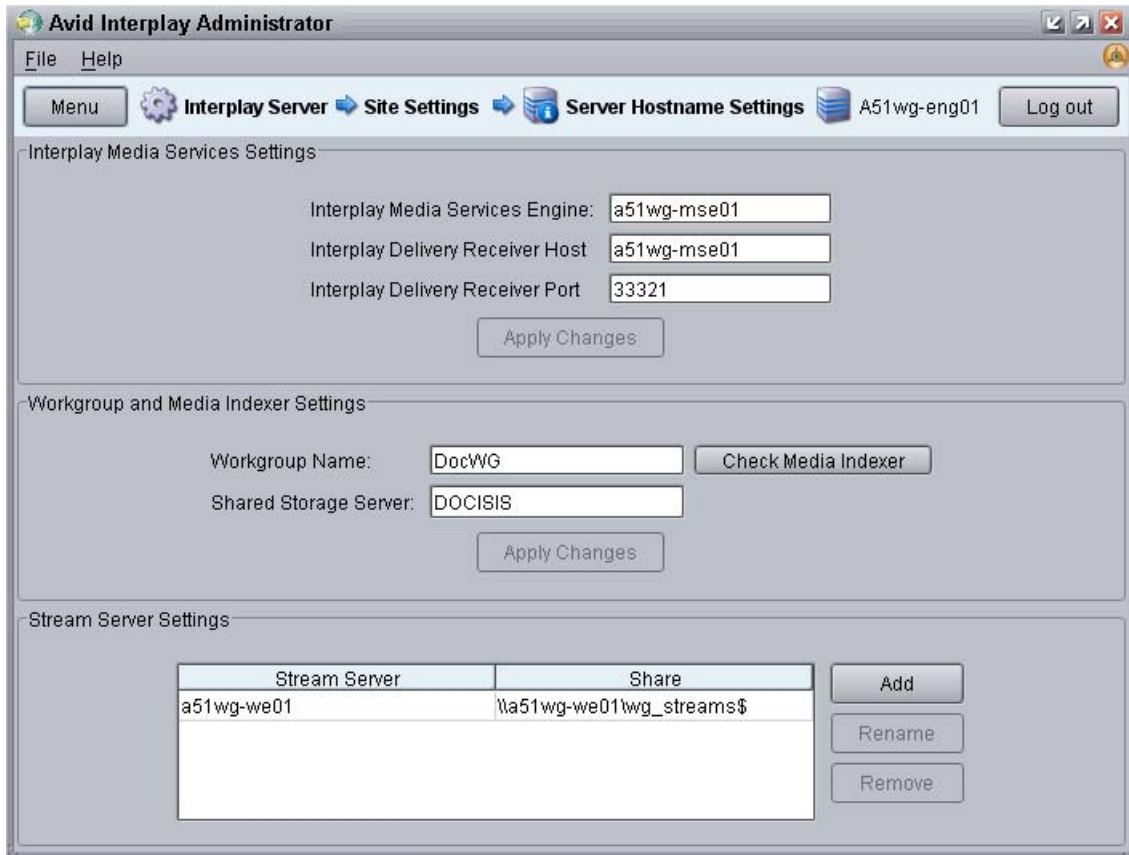 Avid Interplay Administrator
File Help
Menu Interplay Server Site Settings Server Hostname Settings A51wg-eng01 Log out
Interplay Media Services Settings
Interplay Media Services Engine: a51wg-mse01
Interplay Delivery Receiver Host a51wg-mse01
Interplay Delivery Receiver Port 33321
Apply Changes
Workgroup and Media Indexer Settings
Workgroup Name: DocWG Check Media Indexer
Shared Storage Server: DOCISIS
Apply Changes
Stream Server Settings
Stream Server Share Add
a51wg-we01 \\a51wg-we01\wg_streams$
Rename
Remove